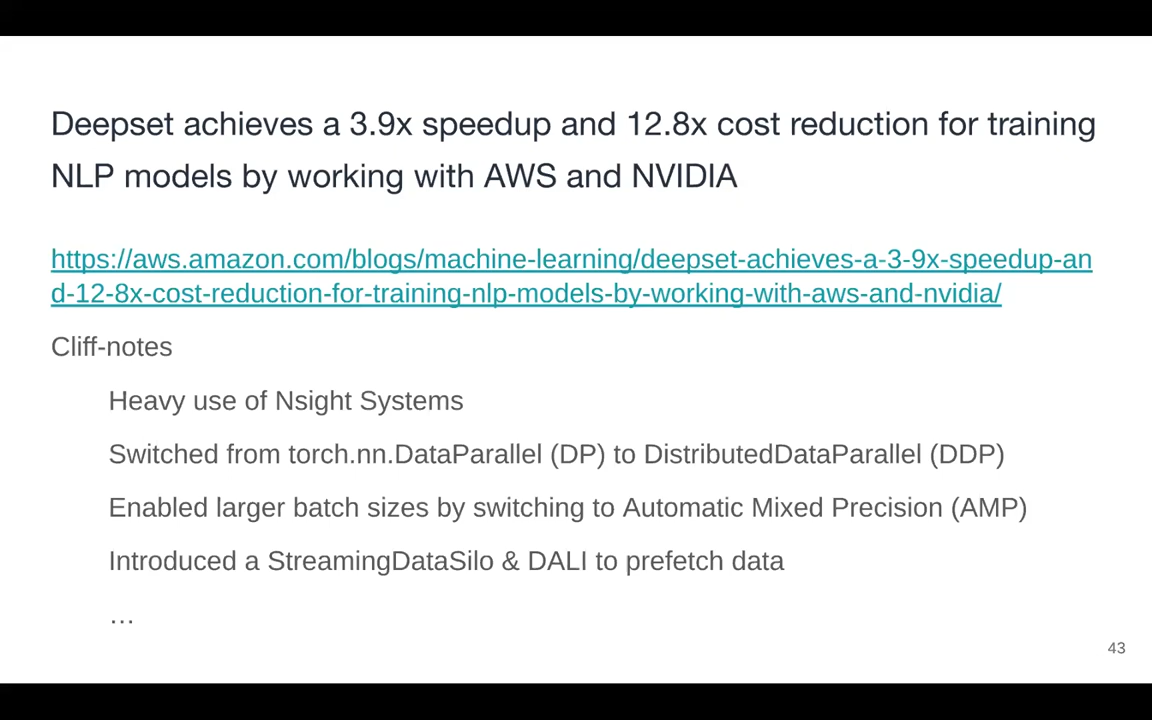 Deepset achieves a 3.9x speedup and 12.8x cost reduction for training
NLP models by working with AWS and NVIDIA
https://aws.amazon.com/blogs/machine-learning/deepset-achieves-a-3-9x-speedup-an
d-12-8x-cost-reduction-for-training-nlp-models-by-working-with-aws-and-nvidia/
Cliff-notes
Heavy use of Nsight Systems
Switched from torch.nn.DataParallel (DP) to DistributedDataParallel (DDP)
Enabled larger batch sizes by switching to Automatic Mixed Precision (AMP)
Introduced a StreamingDataSilo & DALI to prefetch data
…
43